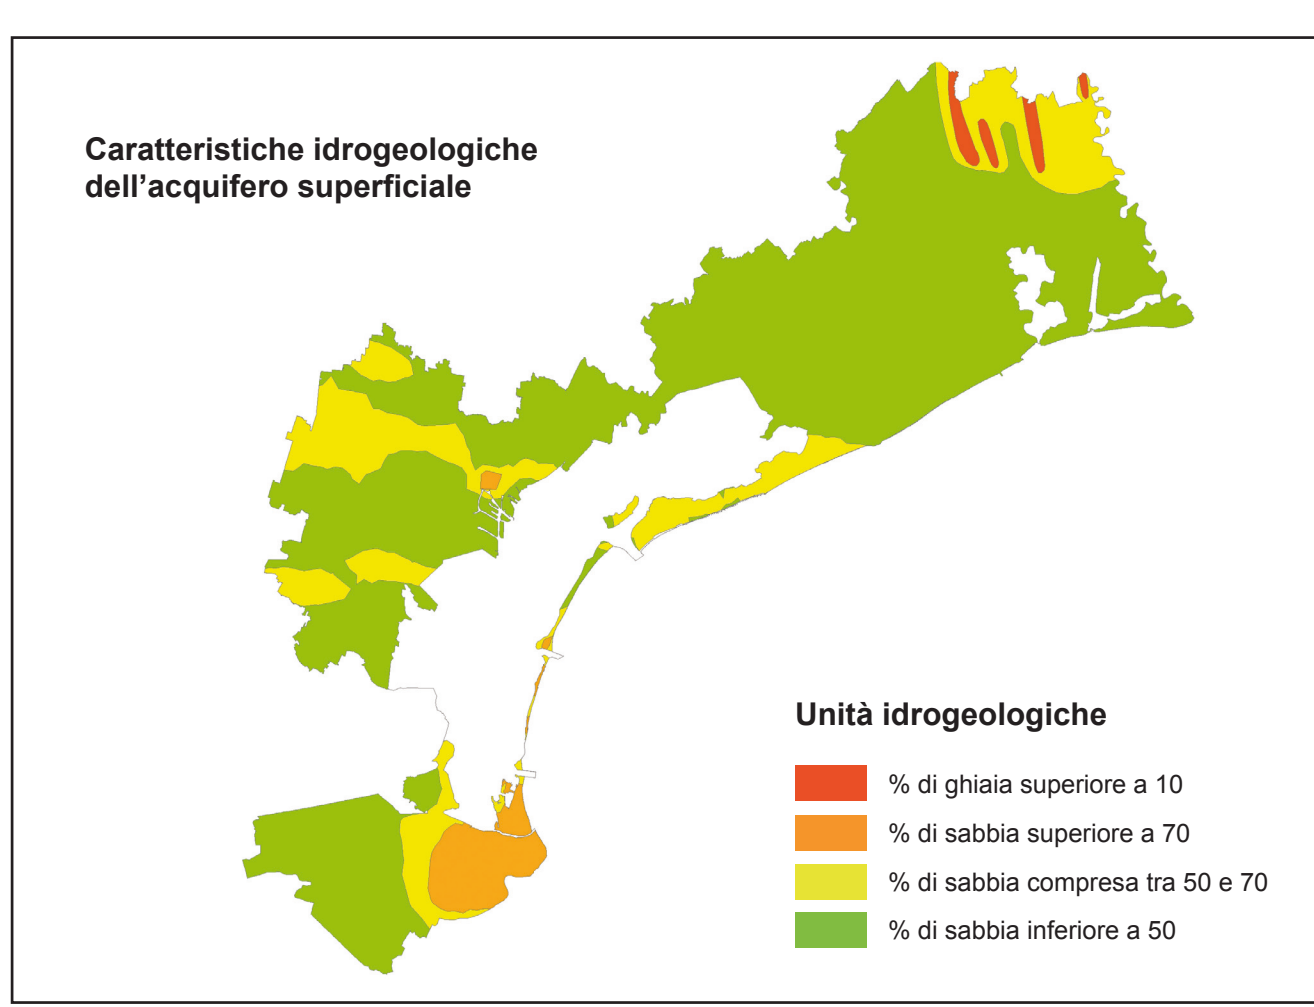 Caratteristiche idrogeologiche
dell’acquifero superficiale
Unità idrogeologiche
% di ghiaia superiore a 10
% di sabbia superiore a 70
% di sabbia compresa tra 50 e 70
% di sabbia inferiore a 50